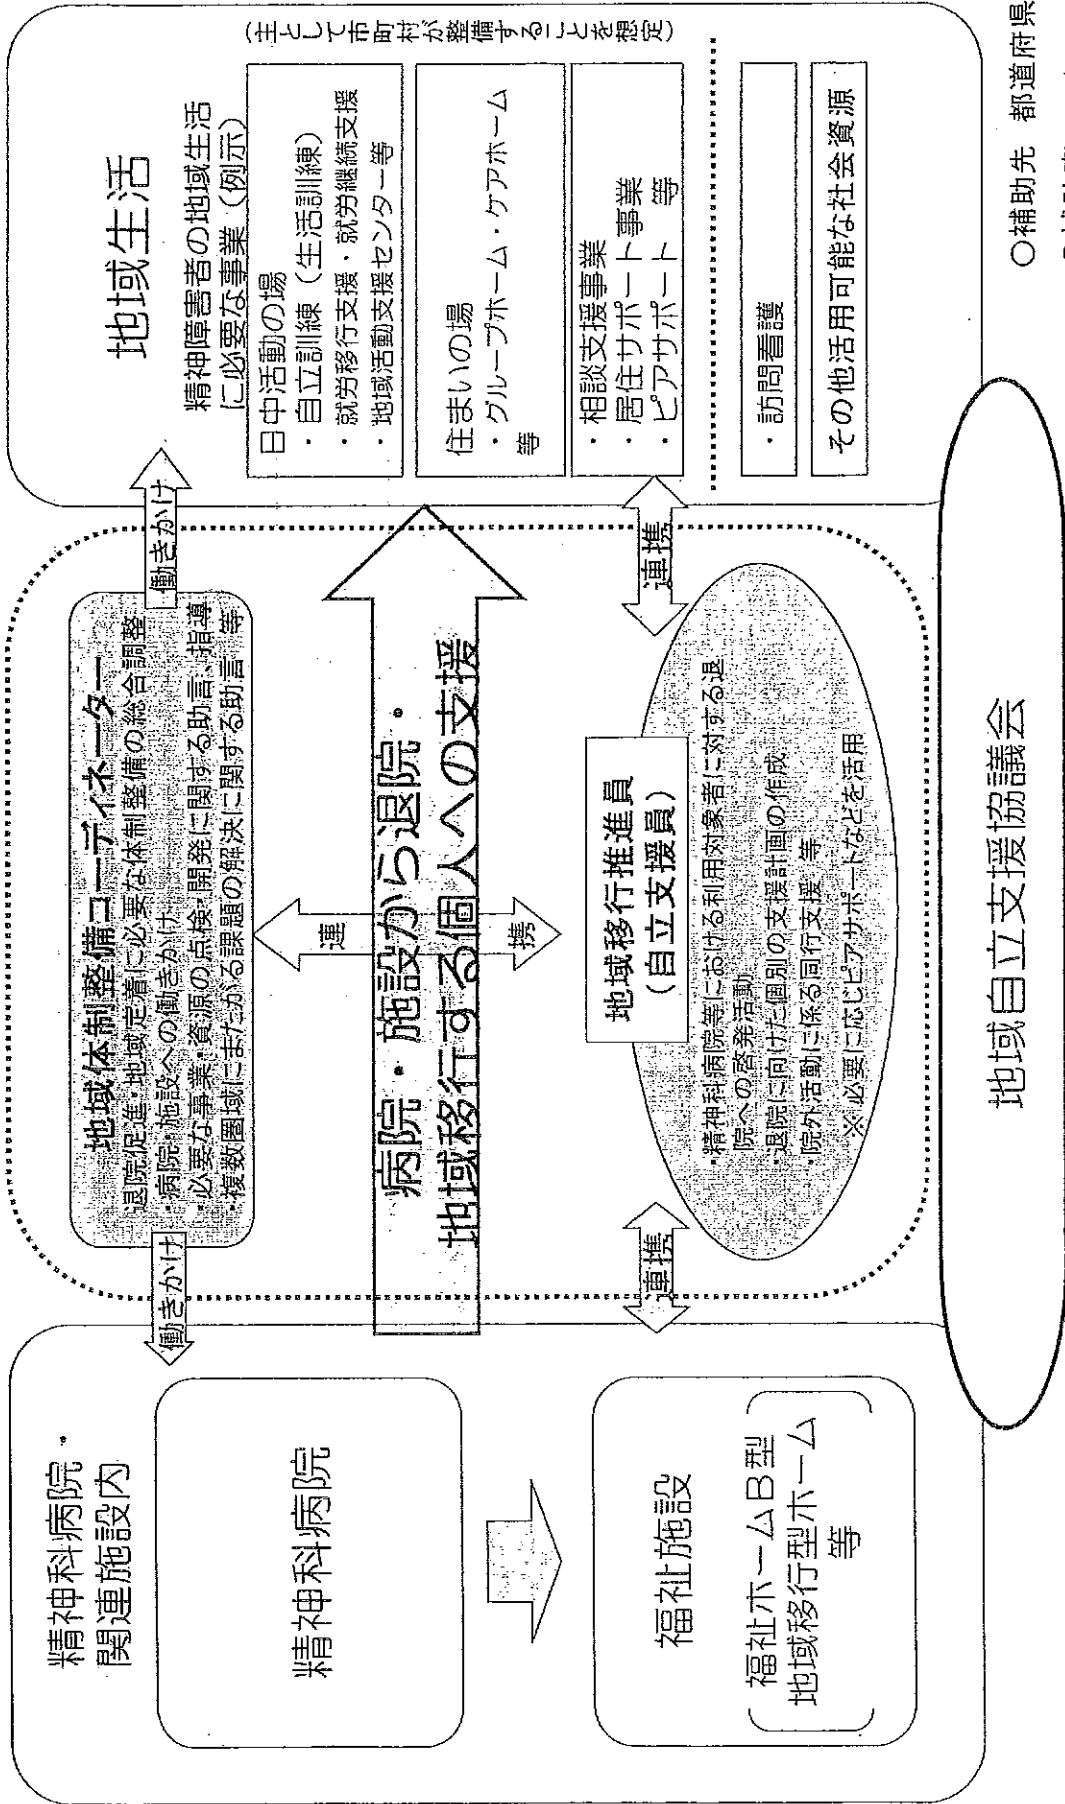 精神科病院・
関連施設内
精神科病院
福祉施設
福祉ホームB型
地域移行型ホーム
等
働きかけ
地域体制整備コーディネーター
退院促進・地域定着に必要な体制整備の総合調整
・病院・施設への働きかけ
・必要な事業・資源の点検・開発に関する助言、指導
・複数圏域にまたがる課題の解決に関する助言 等
働きかけ
連
携
病院・施設から退院・
地域移行する個人への支援
連携
地域移行推進員
(自立支援員)
・精神科病院等における利用対象者に対する退
院への啓発活動
・退院に向けた個別の支援計画の作成
・院外活動に係る同行支援 等
※ 必要に応じピアサポートなどを活用
連携
地域生活
精神障害者の地域生活
に必要な事業(例示)
(主として市町村が整備することを想定)
日中活動の場
・自立訓練(生活訓練)
・就労移行支援・就労継続支援
・地域活動支援センター等
住まいの場
・グループホーム・ケアホーム
等
・相談支援事業
・居住サポート事業
・ピアサポート 等
・訪問看護
その他活用可能な社会資源
地域自立支援協議会
○補助先 都道府県